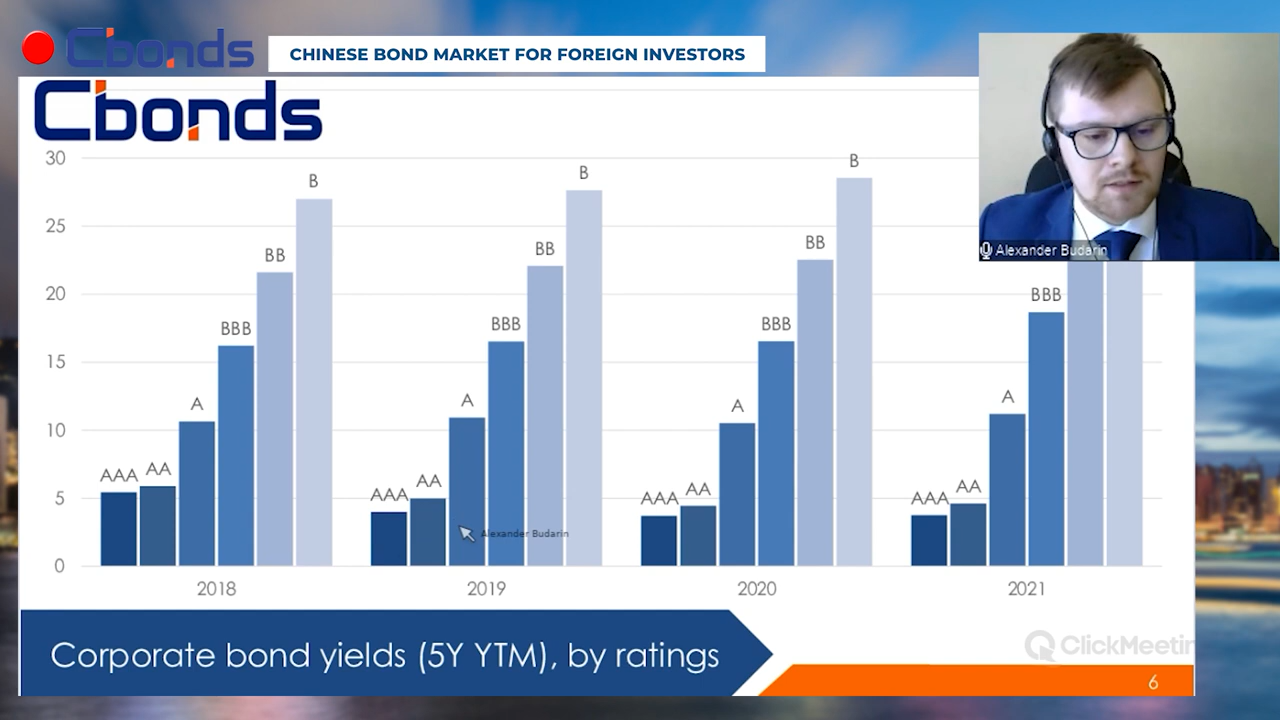 Cbonds
CHINESE BOND MARKET FOR FOREIGN INVESTORS
Cbonds
Alexander Budarin
30
25
20
15
10
5
0
AAA
AA
A
BBB
BB
B
AAA
AA
A
BBB
BB
B
AAA
AA
A
BBB
BB
B
AAA
AA
A
BBB
Alexander Budarin
2018
2019
2020
2021
Corporate bond yields (5Y YTM), by ratings
ClickMeetin
6